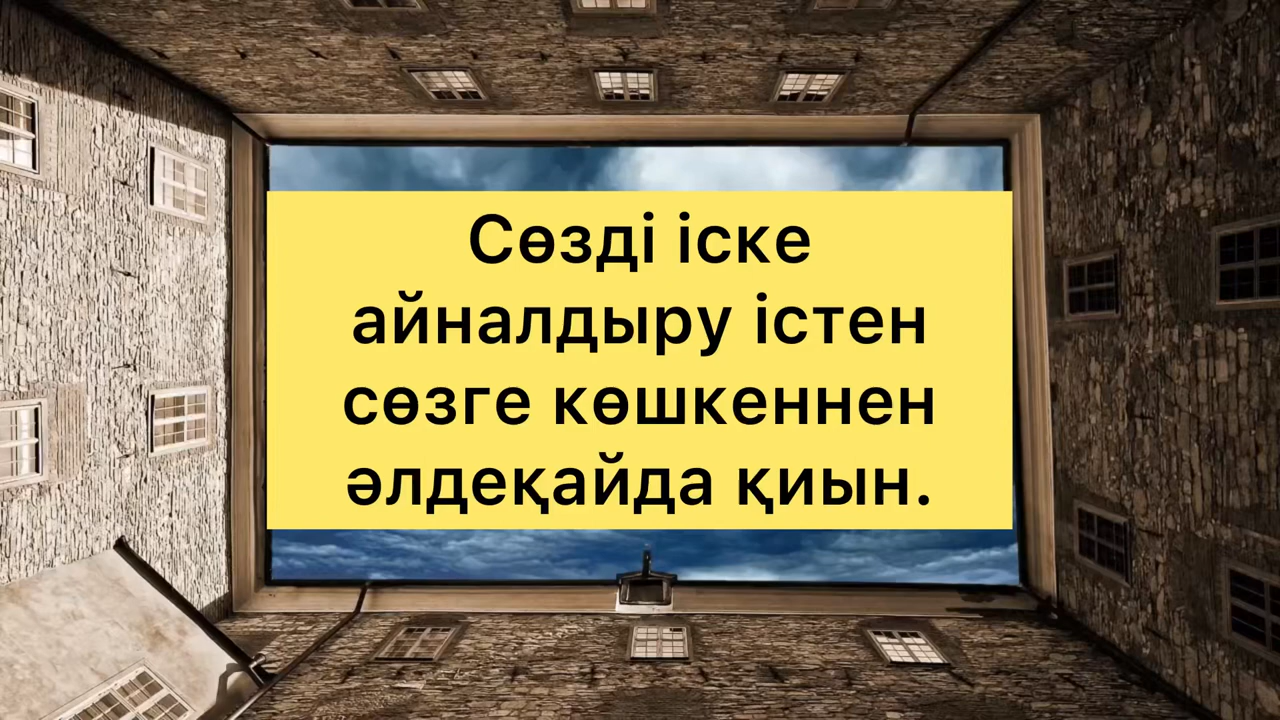 Сөзді іске
айналдыру істен
сөзге көшкеннен
әлдеқайда қиын.